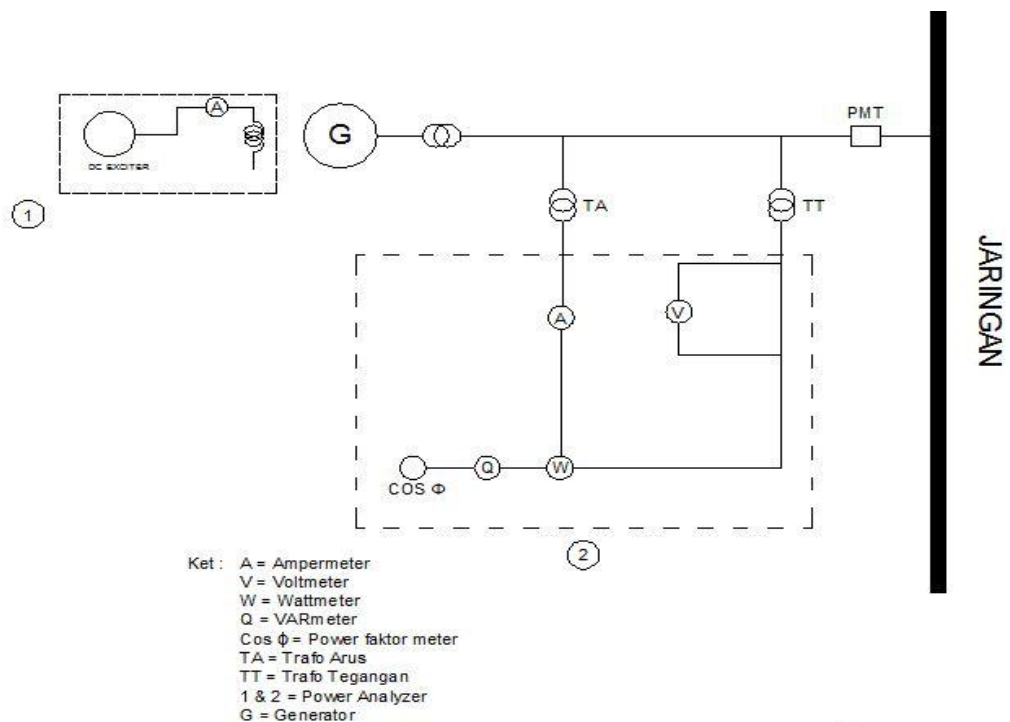 A
DC EXCITER
G
PMT
1
TA
TT
JARINGAN
A
V
COS Φ
Q
W
2
Ket : A = Ampermeter
V = Voltmeter
W = Wattmeter
Q = VARmeter
Cos ϕ = Power faktor meter
TA = Trafo Arus
TT = Trafo Tegangan
1 & 2 = Power Analyzer
G = Generator